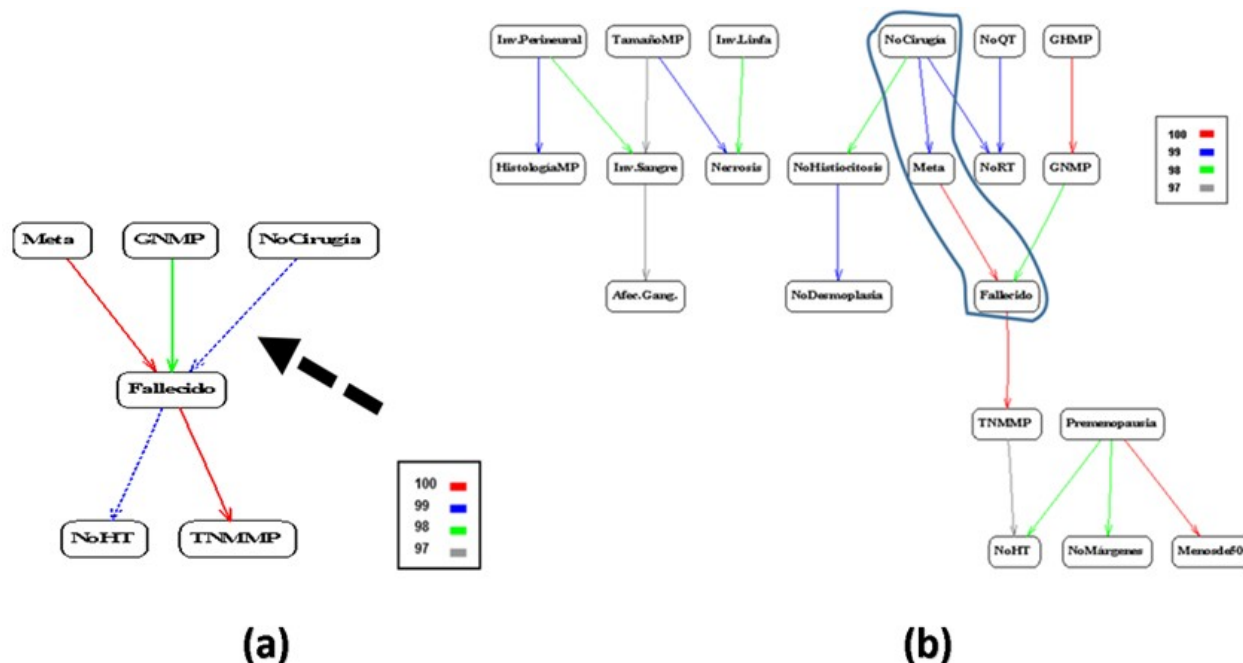 Meta GNMP NoCirugía
Fallecido
NoHT TNMMP
100
99
98
97
(a)
Inv.Perineural TamañoMP Inv.Linfa NoCirugía NoQT GHMP
HistologíaMP Inv.Sangre Necrosis NoHistiocitosis Meta NoRT GNMP
Afec.Gang. NoDesmoplasia Fallecido
TNMMP Premenopausia
NoHT NoMárgenes Menosde50
100
99
98
97
(b)